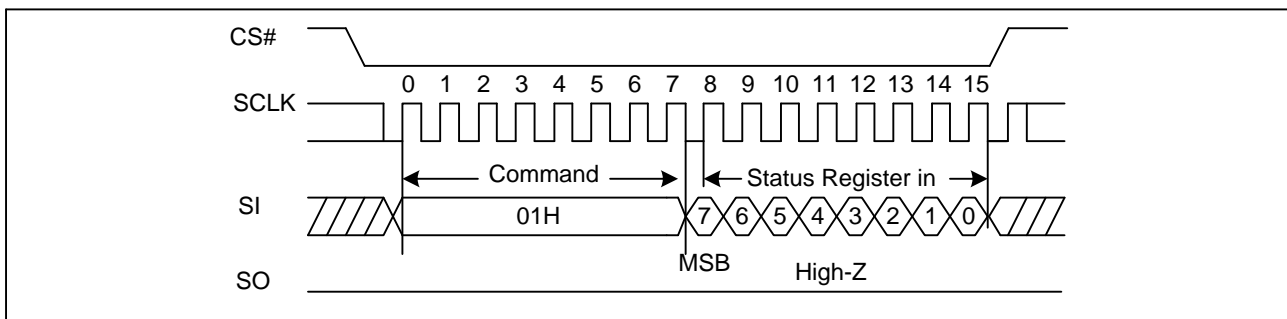 CS#
0 1 2 3 4 5 6 7 8 9 10 11 12 13 14 15
SCLK
Command Status Register in
SI 01H 7 6 5 4 3 2 1 0
MSB High-Z
SO